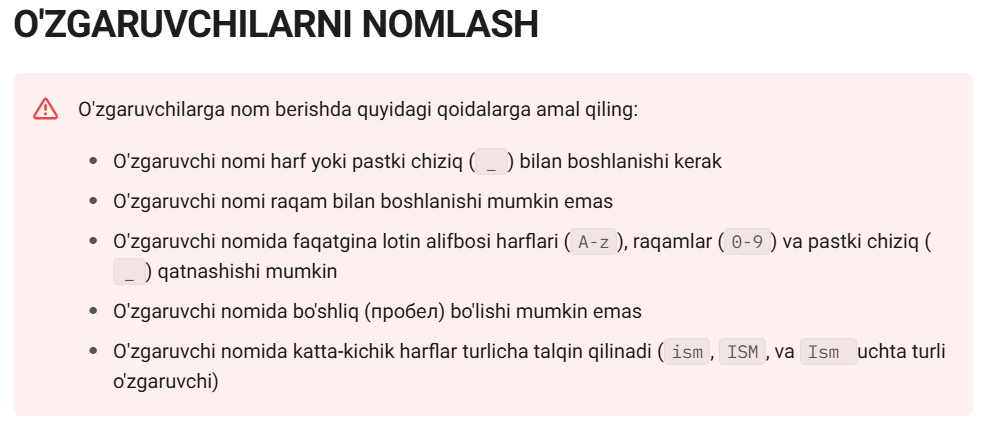 O'ZGARUVCHILARNI NOMLASH
O'zgaruvchilarga nom berishda quyidagi qoidalarga amal qiling:
• O'zgaruvchi nomi harf yoki pastki chiziq ( _ ) bilan boshlanishi kerak
• O'zgaruvchi nomi raqam bilan boshlanishi mumkin emas
• O'zgaruvchi nomida faqatgina lotin alifbosi harflari ( A-z ), raqamlar ( 0-9 ) va pastki chiziq (
_ ) qatnashishi mumkin
• O'zgaruvchi nomida bo'shliq (пробел) bo'lishi mumkin emas
• O'zgaruvchi nomida katta-kichik harflar turlicha talqin qilinadi ( ism , ISM , va Ism uchta turli
o'zgaruvchi)